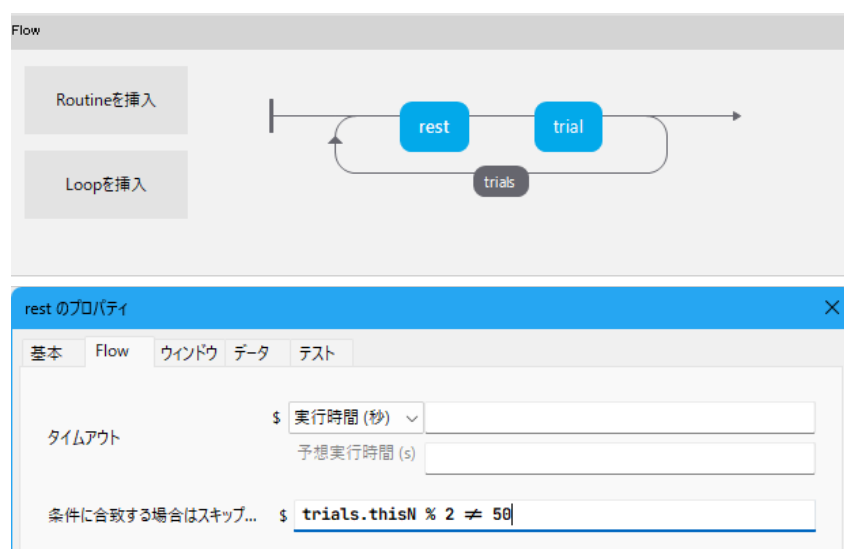 Flow
Routineを挿入
rest
trial
Loopを挿入
trials
rest のプロパティ
基本 Flow ウィンドウ データ テスト
$ 実行時間 (秒)
タイムアウト
予想実行時間 (s)
条件に合致する場合はスキップ... $ trials.thisN % 2 ≠ 50